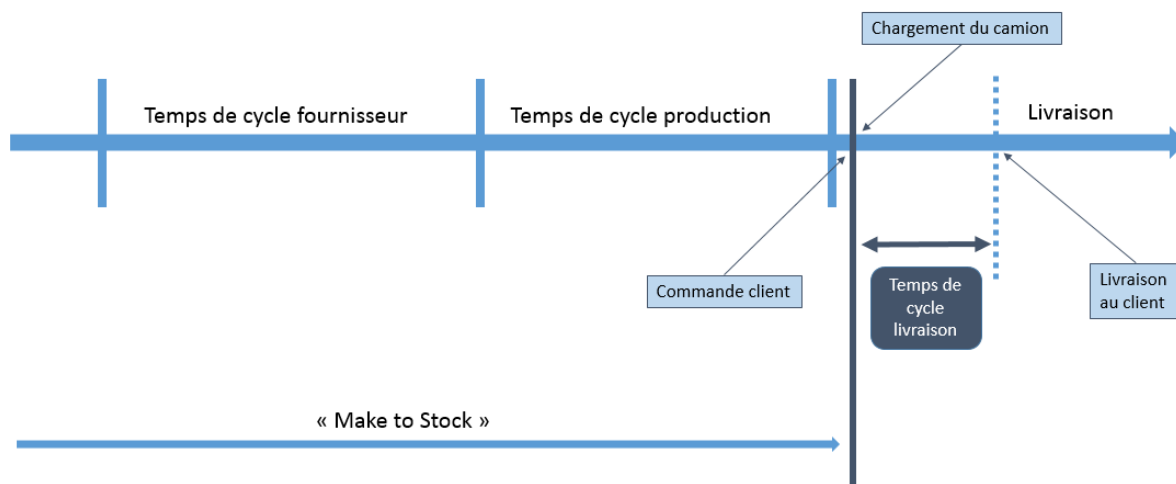 Chargement du camion
Temps de cycle fournisseur
Temps de cycle production
Livraison
Commande client
Temps de
cycle
livraison
Livraison
au client
« Make to Stock »